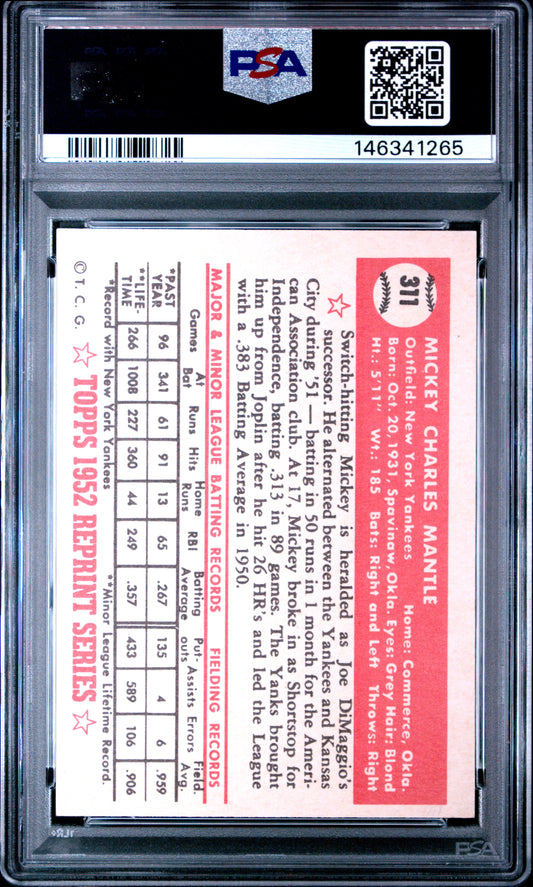 PSA
146341265
311
MICKEY CHARLES MANTLE
Outfield: New York Yankees Home: Commerce, Okla.
Born: Oct. 20, 1931, Spavinaw, Okla. Eyes: Grey Hair: Blond
Ht.: 5'11" Wt.: 185 Bats: Right and Left Throws: Right
Switch-hitting Mickey is heralded as Joe DiMaggio's
successor. He alternated between the Yankees and Kansas
City during '51 — batting in 50 runs in 1 month for the Ameri-
can Association club. At 17, Mickey broke in as Shortstop for
Independence, batting .313 in 89 games. The Yanks brought
him up from Joplin after he hit 26 HR's and led the League
with a .383 Batting Average in 1950.
MAJOR & MINOR LEAGUE BATTING RECORDS FIELDING RECORDS
Games At Bat Runs Hits Home Runs RBI Batting Average Put-outs Assists Errors Field. Avg.
*PAST YEAR 96 341 61 91 13 65 .267 135 4 6 .959
**LIFE-TIME 266 1008 227 360 44 249 .357 433 589 106 .906
*Record with New York Yankees **Minor League Lifetime Record.
© T. C. G. ☆ TOPPS 1952 REPRINT SERIES ☆
PSA